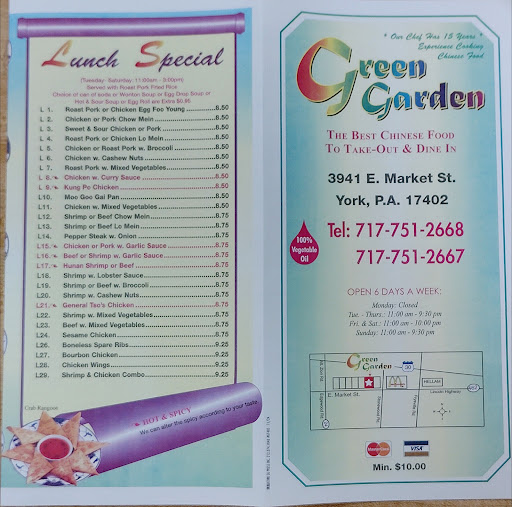 Lunch Special
(Tuesday- Saturday: 11:00am - 3:00pm)
Served with Roast Pork Fried Rice
Choice of can of soda or Wonton Soup or Egg Drop Soup or
Hot & Sour Soup or Egg Roll are Extra $0.95
L 1. Roast Pork or Chicken Egg Foo Young 8.50
L 2. Chicken or Pork Chow Mein 8.50
L 3. Sweet & Sour Chicken or Pork 8.50
L 4. Roast Pork or Chicken Lo Mein 8.50
L 5. Chicken or Roast Pork w. Broccoli 8.50
L 6. Chicken w. Cashew Nuts 8.50
L 7. Roast Pork w. Mixed Vegetables 8.50
L 8. Chicken w. Curry Sauce 8.50
L 9. Kung Po Chicken 8.50
L10. Moo Goo Gai Pan 8.50
L11. Chicken w. Mixed Vegetables 8.50
L12. Shrimp or Beef Chow Mein 8.75
L13. Shrimp or Beef Lo Mein 8.75
L14. Pepper Steak w. Onion 8.75
L15. Chicken or Pork w. Garlic Sauce 8.75
L16. Shrimp or Beef w. Garlic Sauce 8.75
L17. Hunan Shrimp or Beef 8.75
L18. Shrimp w. Lobster Sauce 8.75
L19. Shrimp or Beef w. Broccoli 8.75
L20. Shrimp w. Cashew Nuts 8.75
L21. General Tso's Chicken 8.75
L22. Shrimp w. Mixed Vegetables 8.75
L23. Beef w. Mixed Vegetables 8.75
L24. Sesame Chicken 8.75
L26. Boneless Spare Ribs 9.25
L27. Bourbon Chicken 9.25
L28. Chicken Wings 9.25
L29. Shrimp & Chicken Combo 9.25
Crab Rangoon
HOT & SPICY
We can alter the spicy according to your taste.
* Our Chef Has 15 Years *
Experience Cooking
Chinese Food
Green
Garden
THE BEST CHINESE FOOD
TO TAKE-OUT & DINE IN
3941 E. Market St.
York, P.A. 17402
Tel: 717-751-2668
717-751-2667
100%
Vegetable
Oil
OPEN 6 DAYS A WEEK:
Monday: Closed
Tue. - Thurs.: 11:00 am - 9:30 pm
Fri. & Sat.: 11:00 am - 10:00 pm
Sunday: 11:00 am - 9:30 pm
Green
Garden
30
HELLAM
E. Market St.
Lincoln Highway
MasterCard
VISA
Min. $10.00